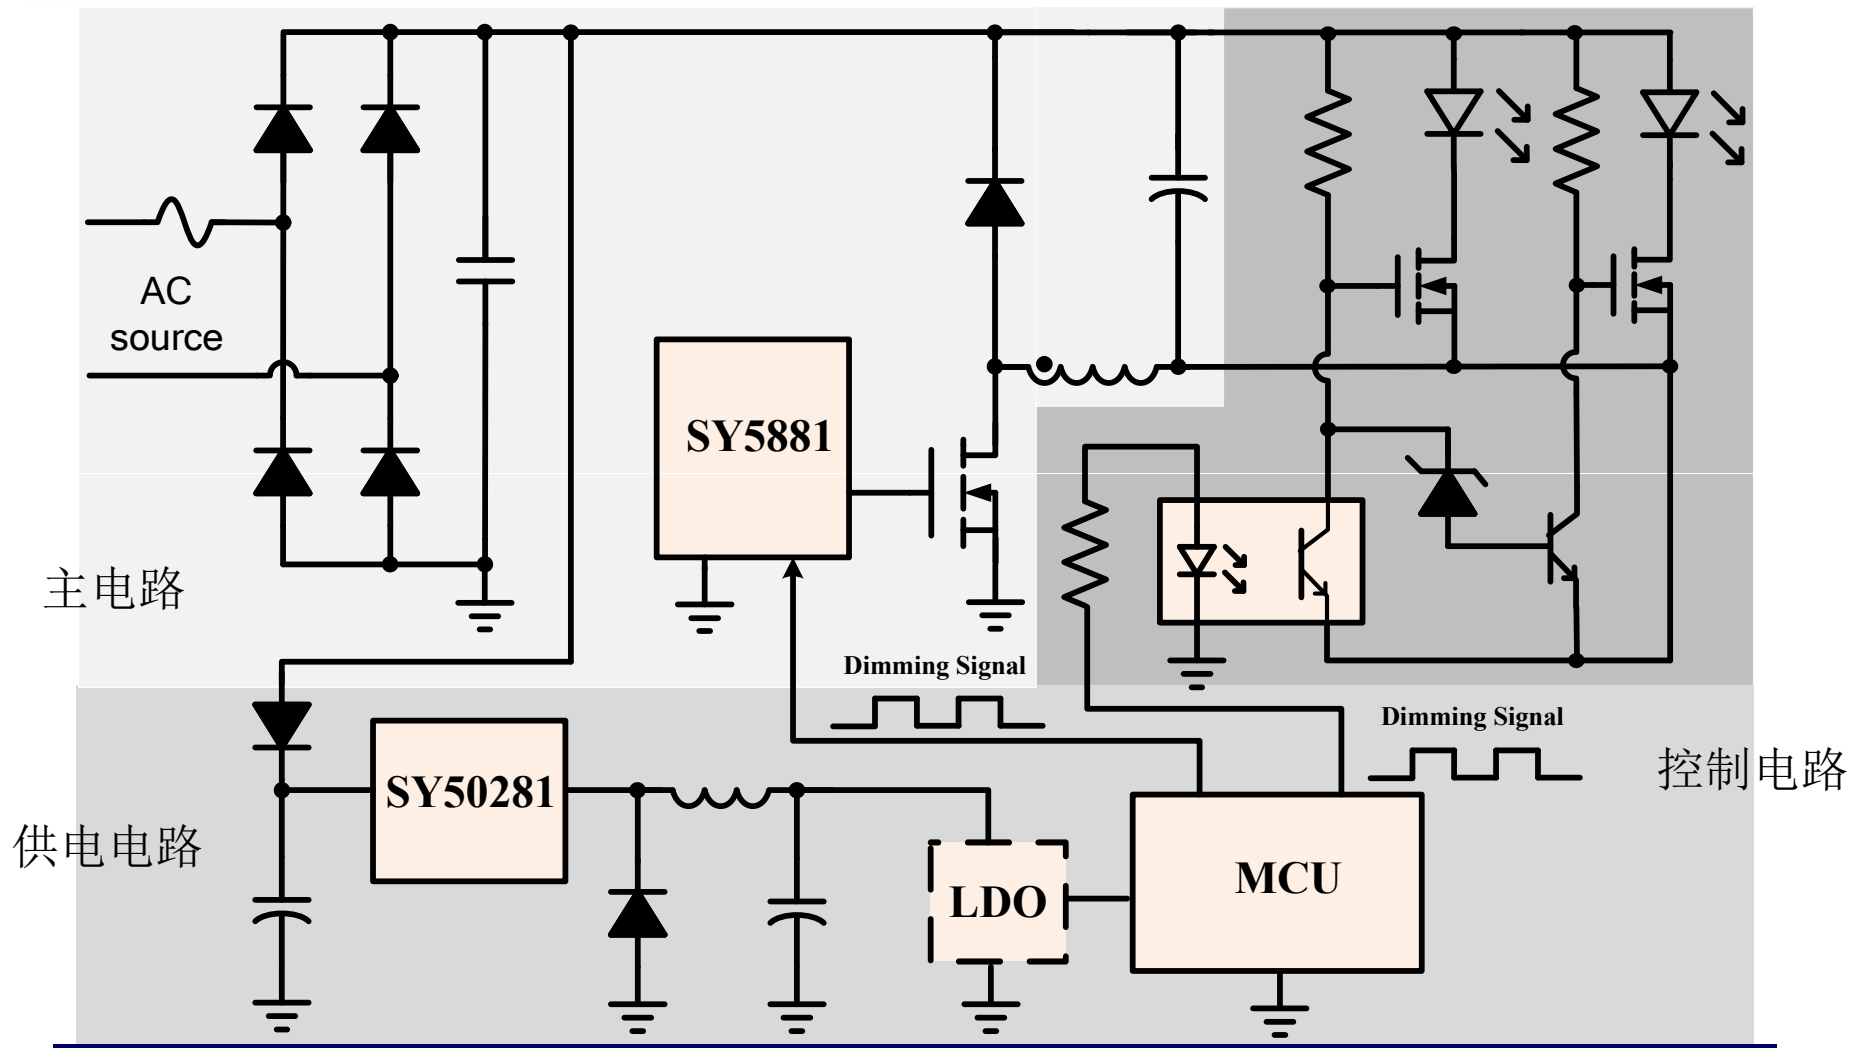 AC
source
SY5881
主电路
Dimming Signal
Dimming Signal
控制电路
SY50281
供电电路
LDO
MCU